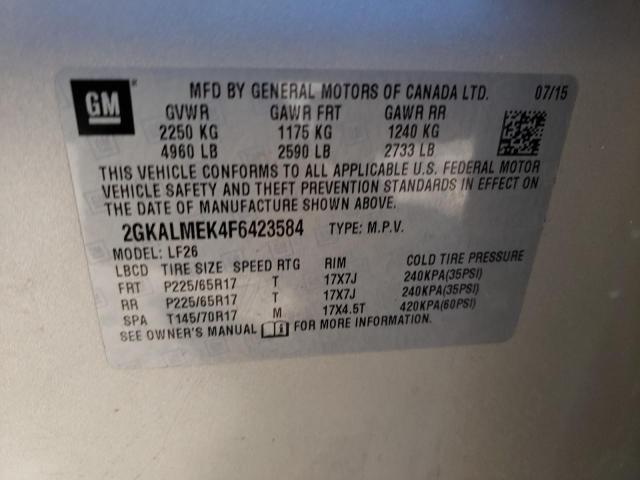 GM
MFD BY GENERAL MOTORS OF CANADA LTD. 07/15
GVWR GAWR FRT GAWR RR
2250 KG 1175 KG 1240 KG
4960 LB 2590 LB 2733 LB
THIS VEHICLE CONFORMS TO ALL APPLICABLE U.S. FEDERAL MOTOR
VEHICLE SAFETY AND THEFT PREVENTION STANDARDS IN EFFECT ON
THE DATE OF MANUFACTURE SHOWN ABOVE.
2GKALMEK4F6423584 TYPE: M.P.V.
MODEL: LF26
LBCD TIRE SIZE SPEED RTG RIM COLD TIRE PRESSURE
FRT P225/65R17 T 17X7J 240KPA(35PSI)
RR P225/65R17 T 17X7J 240KPA(35PSI)
SPA T145/70R17 M 17X4.5T 420KPA(60PSI)
SEE OWNER'S MANUAL FOR MORE INFORMATION.